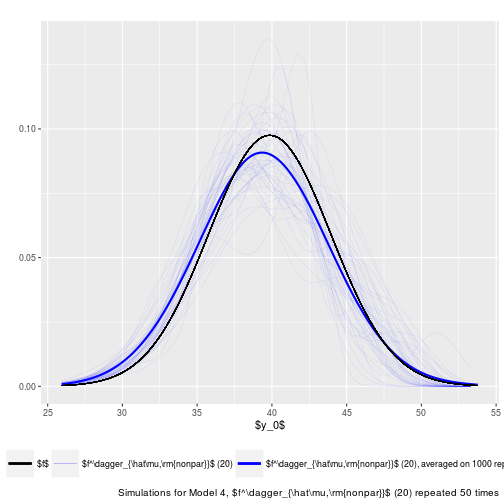 0.10
0.05
0.00
25 30 35 40 45 50 55
$y_0$
$f$ $f^\dagger_{\hat\mu,\rm{nonpar}}$ (20) $f^\dagger_{\hat\mu,\rm{nonpar}}$ (20), averaged on 1000 rep
Simulations for Model 4, $f^\dagger_{\hat\mu,\rm{nonpar}}$ (20) repeated 50 times